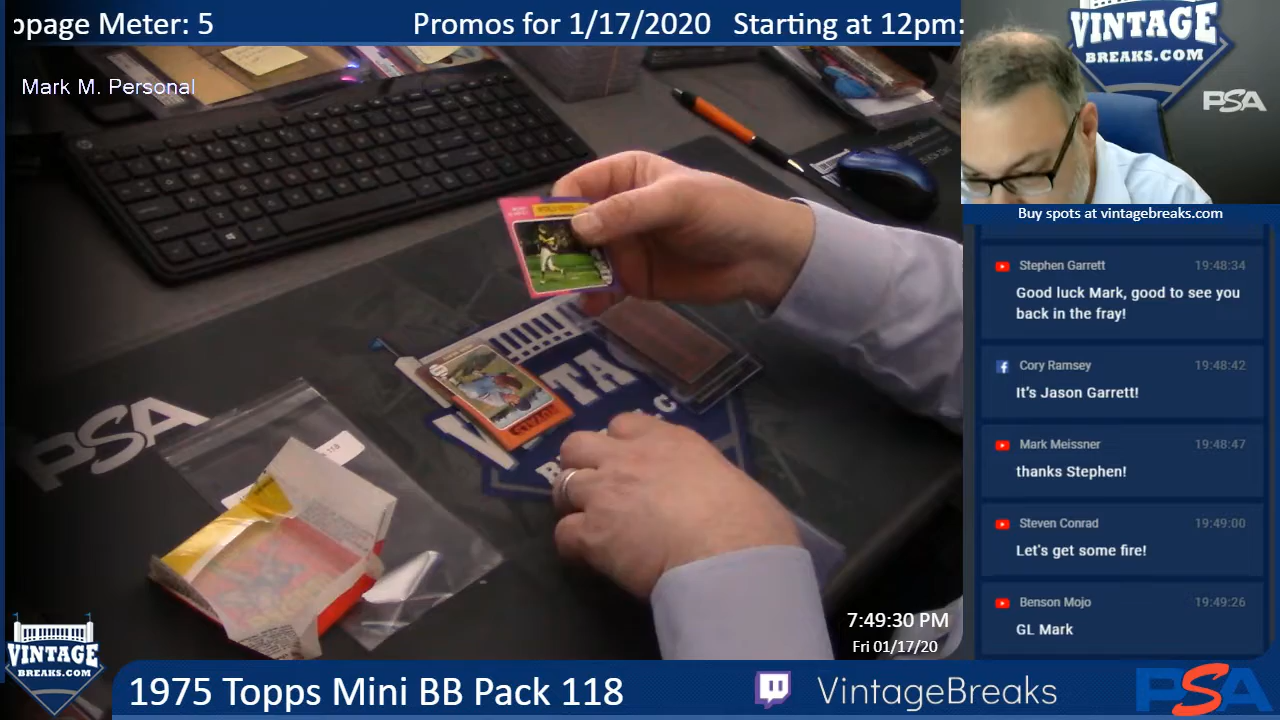 ppage Meter: 5 Promos for 1/17/2020 Starting at 12pm:
Mark M. Personal
VINTAGE
BREAKS.COM
PSA
Buy spots at vintagebreaks.com
Stephen Garrett 19:48:34
Good luck Mark, good to see you
back in the fray!
Cory Ramsey 19:48:42
It's Jason Garrett!
Mark Meissner 19:48:47
thanks Stephen!
Steven Conrad 19:49:00
Let's get some fire!
Benson Mojo 19:49:26
GL Mark
PSA
7:49:30 PM
Fri 01/17/20
VINTAGE
BREAKS.COM
1975 Topps Mini BB Pack 118
VintageBreaks
PSA